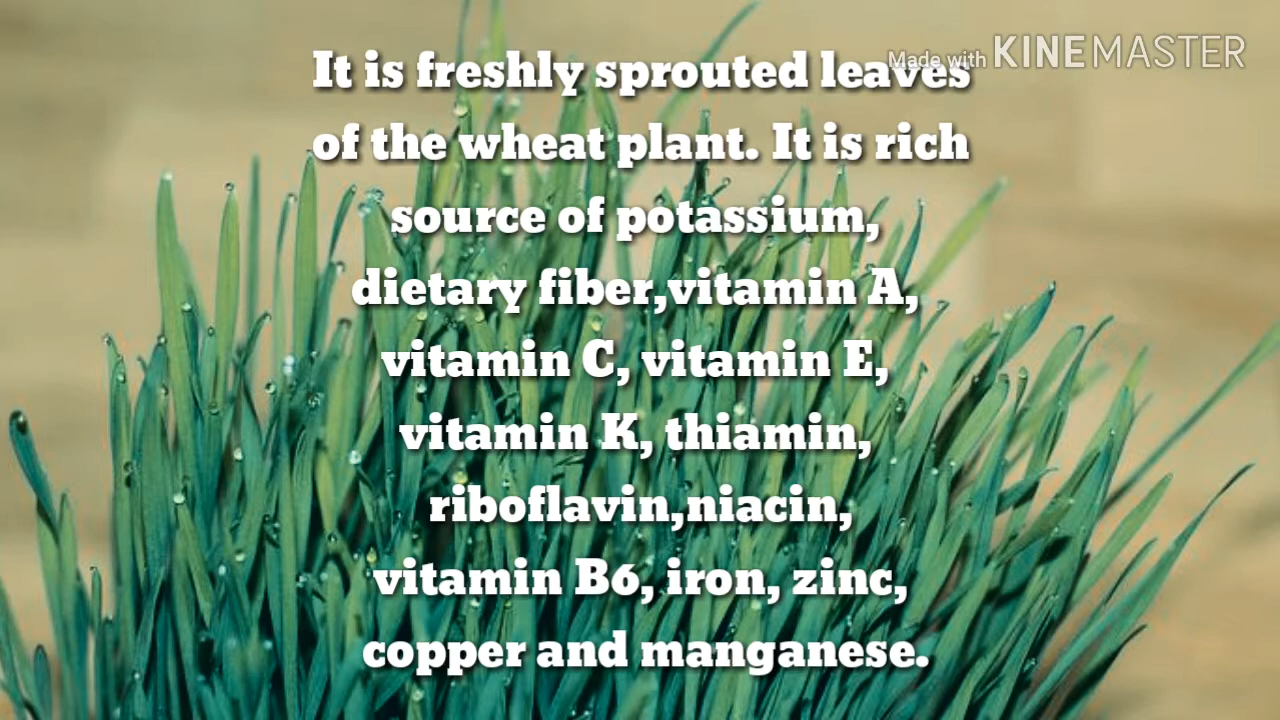 Made with KINEMASTER
It is freshly sprouted leaves
of the wheat plant. It is rich
source of potassium,
dietary fiber,vitamin A,
vitamin C, vitamin E,
vitamin K, thiamin,
riboflavin,niacin,
vitamin B6, iron, zinc,
copper and manganese.